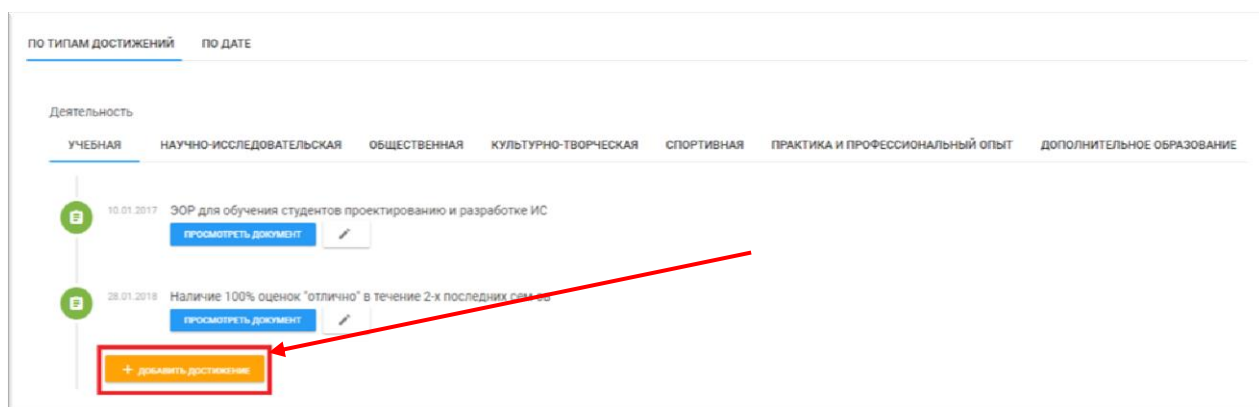 ПО ТИПАМ ДОСТИЖЕНИЙ ПО ДАТЕ
Деятельность
УЧЕБНАЯ НАУЧНО-ИССЛЕДОВАТЕЛЬСКАЯ ОБЩЕСТВЕННАЯ КУЛЬТУРНО-ТВОРЧЕСКАЯ СПОРТИВНАЯ ПРАКТИКА И ПРОФЕССИОНАЛЬНЫЙ ОПЫТ ДОПОЛНИТЕЛЬНОЕ ОБРАЗОВАНИЕ
10.01.2017 ЭОР для обучения студентов проектированию и разработке ИС
ПРОСМОТРЕТЬ ДОКУМЕНТ
28.01.2018 Наличие 100% оценок "отлично" в течение 2-х последних
ПРОСМОТРЕТЬ ДОКУМЕНТ
+ ДОБАВИТЬ ДОСТИЖЕНИЕ